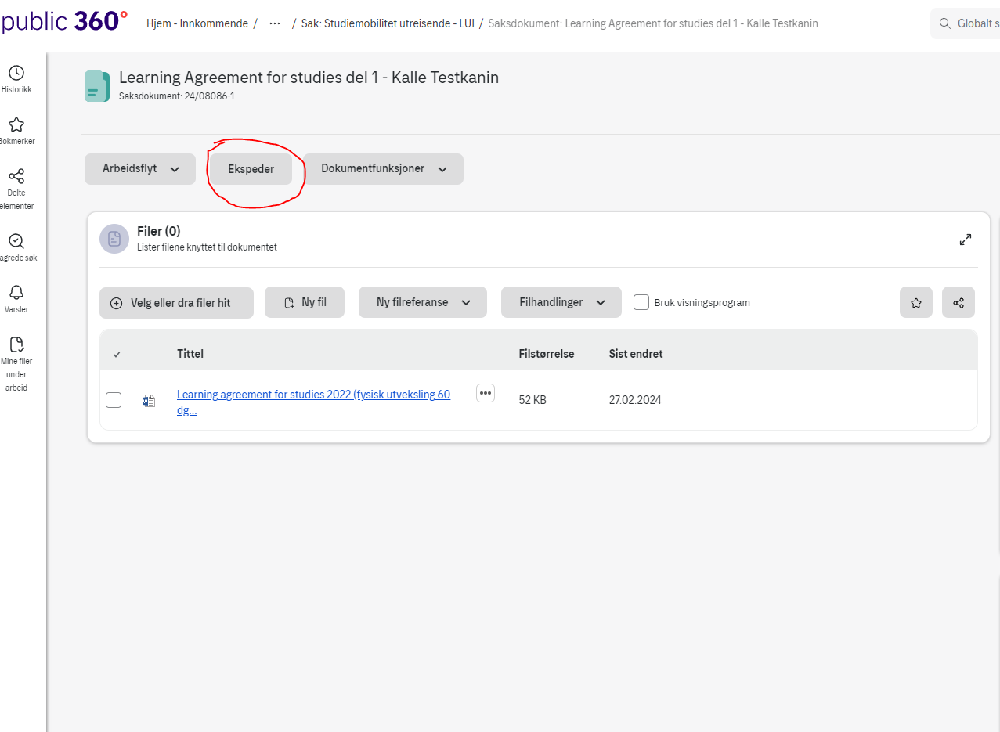 public 360°
Hjem - Innkommende / ... / Sak: Studiemobilitet utreisende - LUI / Saksdokument: Learning Agreement for studies del 1 - Kalle Testkanin
Globalt s
Historikk
Bokmerker
Delte
elementer
agrede søk
Varsler
Mine filer
under
arbeid
Learning Agreement for studies del 1 - Kalle Testkanin
Saksdokument: 24/08086-1
Arbeidsflyt
Ekspeder
Dokumentfunksjoner
Filer (0)
Lister filene knyttet til dokumentet
Velg eller dra filer hit
Ny fil
Ny filreferanse
Filhandlinger
Bruk visningsprogram
Tittel
Filstørrelse
Sist endret
Learning agreement for studies 2022 (fysisk utveksling 60
dg...
52 KB
27.02.2024